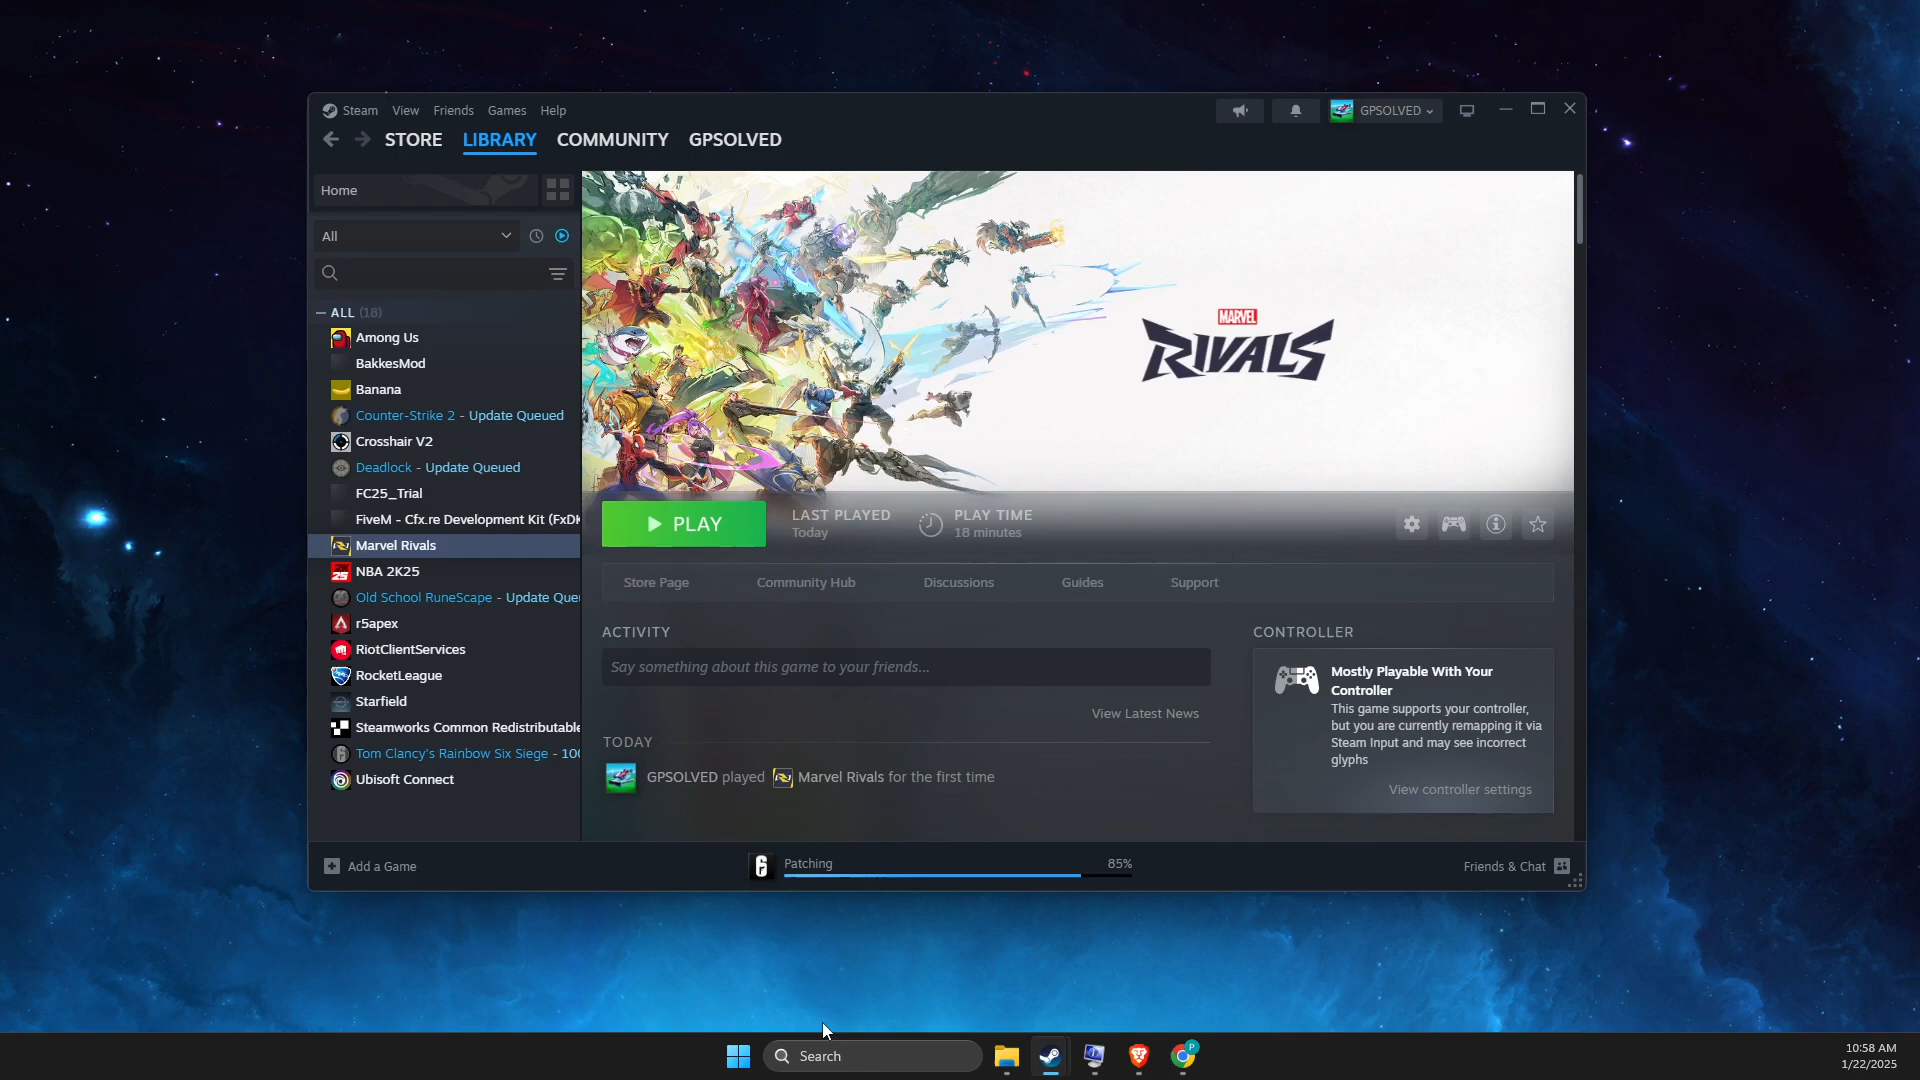 Steam View Friends Games Help
GPSOLVED
STORE LIBRARY COMMUNITY GPSOLVED
Home
All
ALL (18)
Among Us
BakkesMod
Banana
Counter-Strike 2 - Update Queued
Crosshair V2
Deadlock - Update Queued
FC25_Trial
FiveM - Cfx.re Development Kit (FxDK
Marvel Rivals
NBA 2K25
Old School RuneScape - Update Que
r5apex
RiotClientServices
RocketLeague
Starfield
Steamworks Common Redistributable
Tom Clancy's Rainbow Six Siege - 100
Ubisoft Connect
MARVEL
RIVALS
PLAY
LAST PLAYED
Today
PLAY TIME
18 minutes
Store Page Community Hub Discussions Guides Support
ACTIVITY
Say something about this game to your friends...
View Latest News
TODAY
GPSOLVED played Marvel Rivals for the first time
CONTROLLER
Mostly Playable With Your
Controller
This game supports your controller,
but you are currently remapping it via
Steam Input and may see incorrect
glyphs
View controller settings
Add a Game
Patching 85%
Friends & Chat
Search
P
10:58 AM
1/22/2025